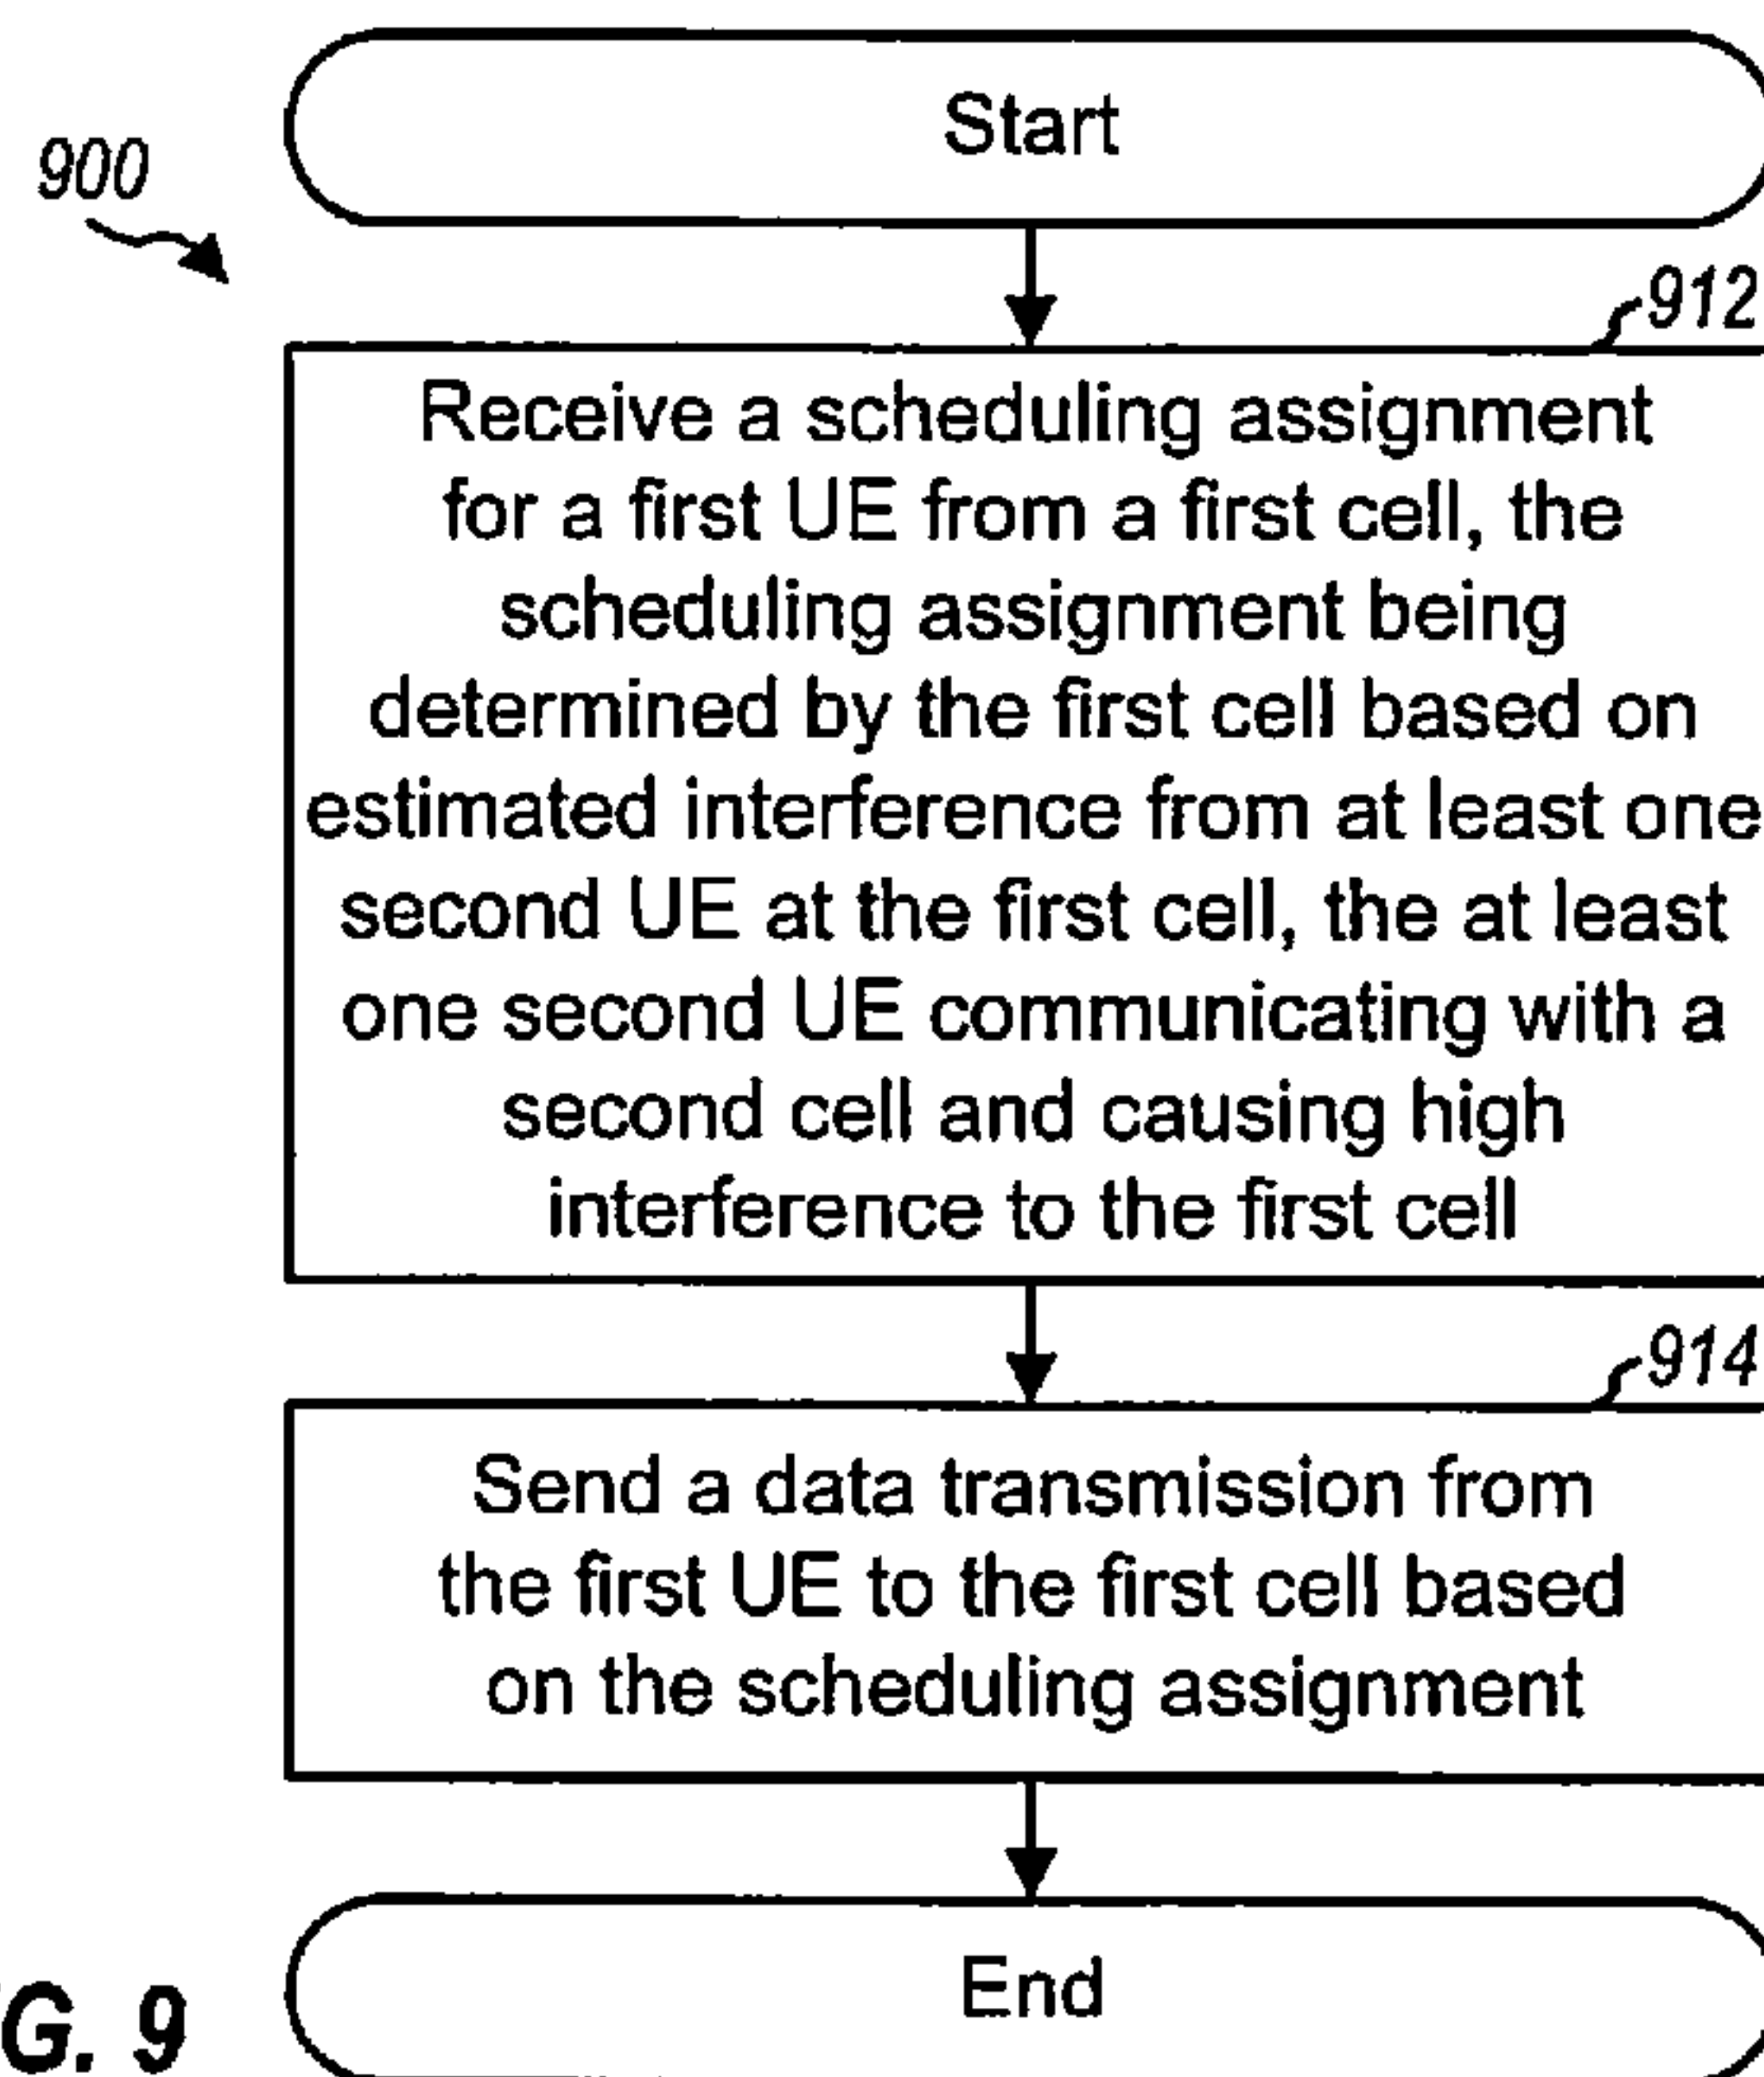 Start
900
912
Receive a scheduling assignment
for a first UE from a first cell, the
scheduling assignment being
determined by the first cell based on
estimated interference from at least one
second UE at the first cell, the at least
one second UE communicating with a
second cell and causing high
interference to the first cell
914
Send a data transmission from
the first UE to the first cell based
on the scheduling assignment
End
G. 9